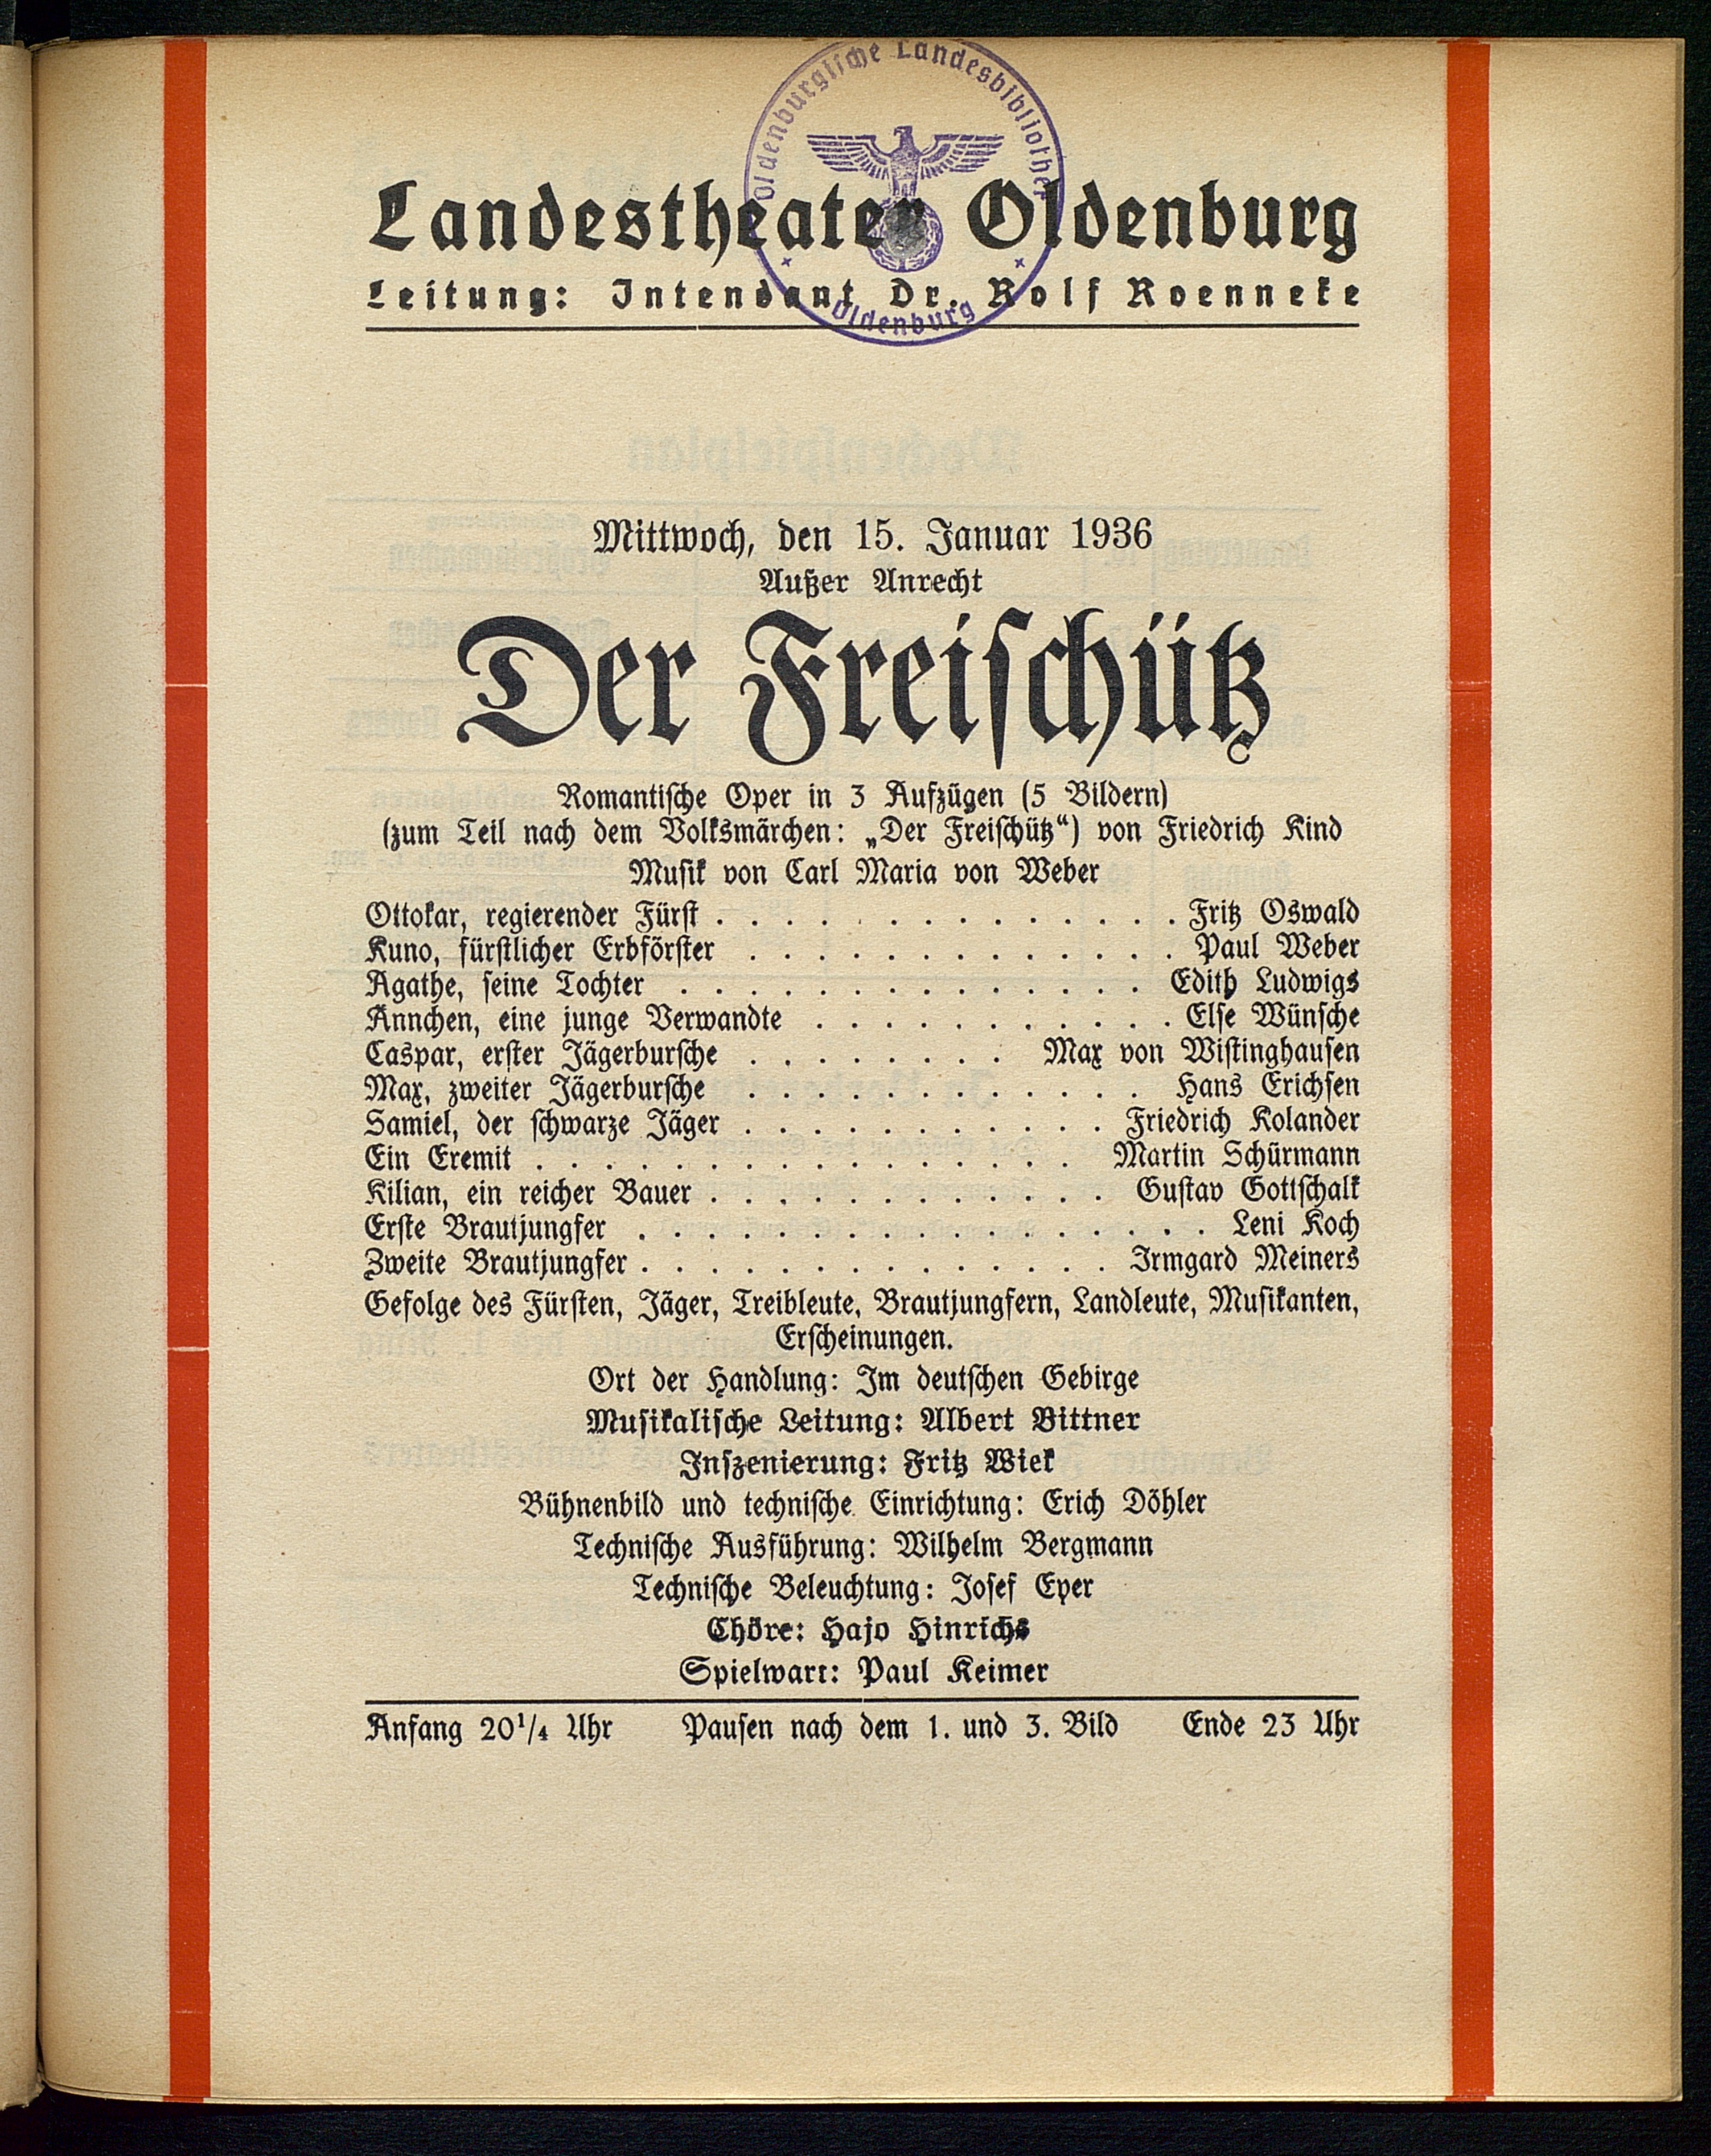 Oldenburgische Landesbibliothek
Oldenburg
Landestheater Oldenburg
Leitung: Intendant Dr. Rolf Roenneke
Mittwoch, den 15. Januar 1936
Außer Anrecht
Der Freischütz
Romantische Oper in 3 Aufzügen (5 Bildern)
(zum Teil nach dem Volksmärchen: „Der Freischütz“) von Friedrich Kind
Musik von Carl Maria von Weber
Ottokar, regierender Fürst . . . . . . . . . . . . . . Fritz Oswald
Kuno, fürstlicher Erbförster . . . . . . . . . . . . . Paul Weber
Agathe, seine Tochter . . . . . . . . . . . . . . Edith Ludwigs
Ännchen, eine junge Verwandte . . . . . . . . . . . Else Wünsche
Caspar, erster Jägerbursche . . . . . . . . Max von Wistinghausen
Max, zweiter Jägerbursche . . . . . . . . . . . . Hans Erichsen
Samiel, der schwarze Jäger . . . . . . . . . . . Friedrich Kolander
Ein Eremit . . . . . . . . . . . . . . . . Martin Schürmann
Kilian, ein reicher Bauer . . . . . . . . . . . . Gustav Gottschalk
Erste Brautjungfer . . . . . . . . . . . . . . . . . Leni Koch
Zweite Brautjungfer . . . . . . . . . . . . . . Irmgard Meiners
Gefolge des Fürsten, Jäger, Treibleute, Brautjungfern, Landleute, Musikanten,
Erscheinungen.
Ort der Handlung: Im deutschen Gebirge
Musikalische Leitung: Albert Bittner
Inszenierung: Fritz Wiek
Bühnenbild und technische Einrichtung: Erich Döhler
Technische Ausführung: Wilhelm Bergmann
Technische Beleuchtung: Josef Eyer
Chöre: Hajo Hinrichs
Spielwart: Paul Keimer
Anfang 20¹/₄ Uhr Pausen nach dem 1. und 3. Bild Ende 23 Uhr